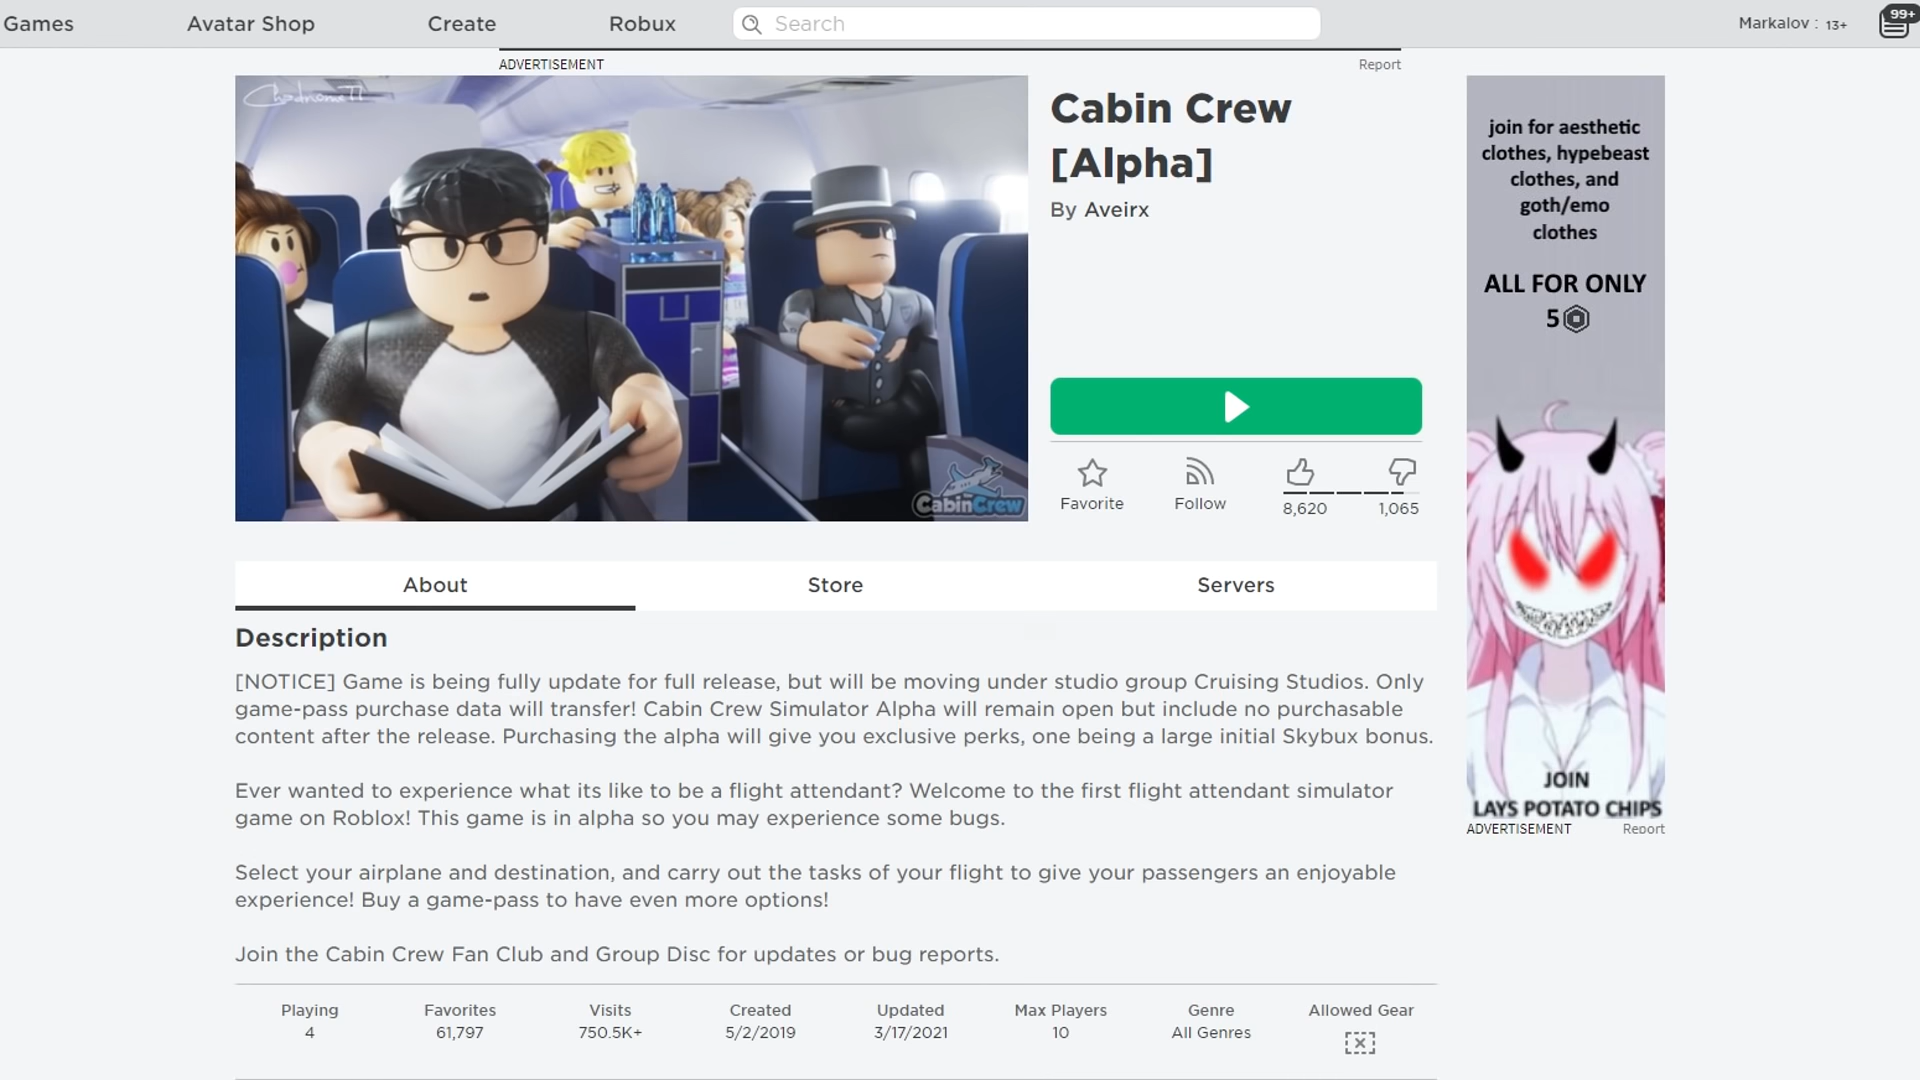 Games
Avatar Shop
Create
Robux
Search
Markalov : 13+
99+
ADVERTISEMENT
Report
CabinCrew
Cabin Crew
[Alpha]
By Aveirx
Favorite
Follow
8,620
1,065
join for aesthetic
clothes, hypebeast
clothes, and
goth/emo
clothes
ALL FOR ONLY
5
JOIN
LAYS POTATO CHIPS
ADVERTISEMENT
Report
About
Store
Servers
Description
[NOTICE] Game is being fully update for full release, but will be moving under studio group Cruising Studios. Only
game-pass purchase data will transfer! Cabin Crew Simulator Alpha will remain open but include no purchasable
content after the release. Purchasing the alpha will give you exclusive perks, one being a large initial Skybux bonus.
Ever wanted to experience what its like to be a flight attendant? Welcome to the first flight attendant simulator
game on Roblox! This game is in alpha so you may experience some bugs.
Select your airplane and destination, and carry out the tasks of your flight to give your passengers an enjoyable
experience! Buy a game-pass to have even more options!
Join the Cabin Crew Fan Club and Group Disc for updates or bug reports.
Playing
4
Favorites
61,797
Visits
750.5K+
Created
5/2/2019
Updated
3/17/2021
Max Players
10
Genre
All Genres
Allowed Gear